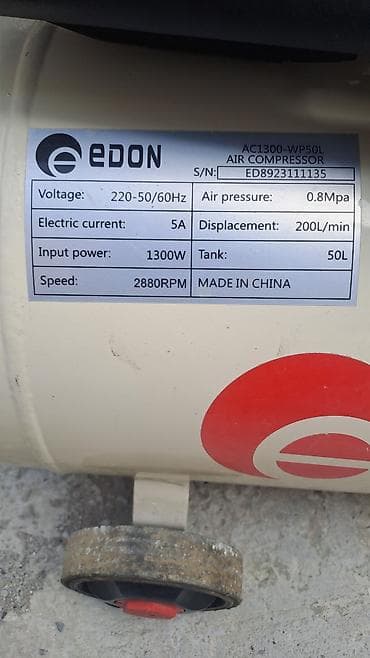 eDON
AC1300-WP50L
AIR COMPRESSOR
S/N: ED8923111135
Voltage: 220-50/60Hz
Air pressure: 0.8Mpa
Electric current: 5A
Displacement: 200L/min
Input power: 1300W
Tank: 50L
Speed: 2880RPM
MADE IN CHINA